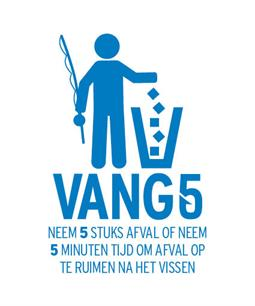 VANG5
NEEM 5 STUKS AFVAL OF NEEM
5 MINUTEN TIJD OM AFVAL OP
TE RUIMEN NA HET VISSEN